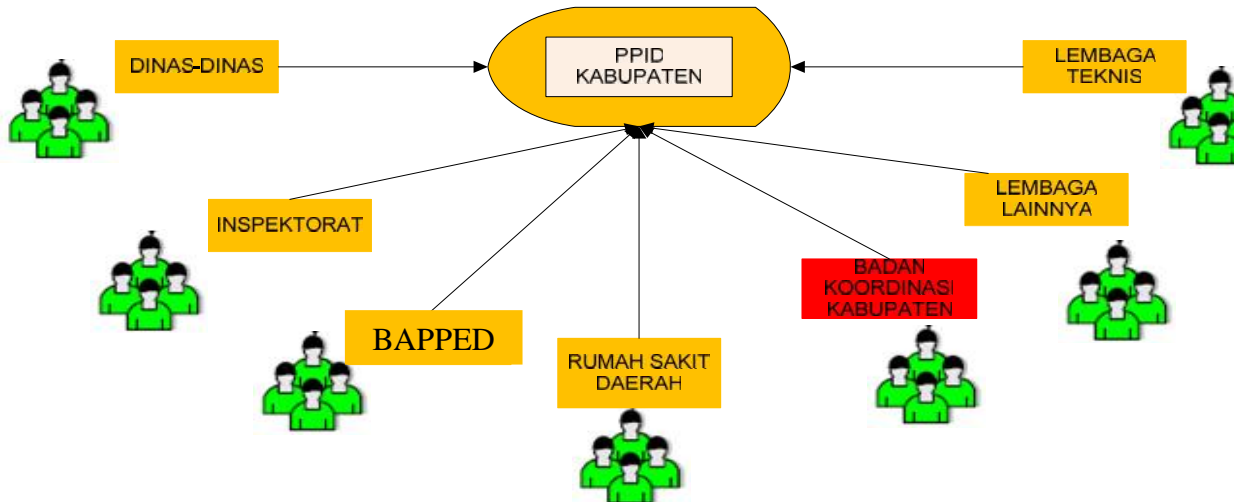 PPID
KABUPATEN
DINAS-DINAS
LEMBAGA
TEKNIS
INSPEKTORAT
LEMBAGA
LAINNYA
BADAN
KOORDINASI
KABUPATEN
BAPPED
RUMAH SAKIT
DAERAH